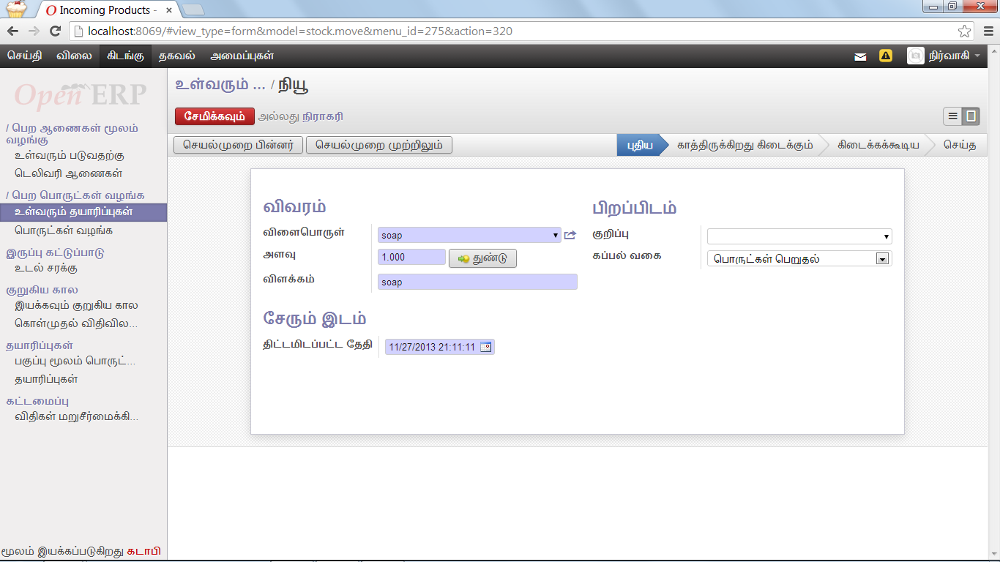 Incoming Products -
localhost:8069/#view_type=form&model=stock.move&menu_id=275&action=320
செய்தி விலை கிடங்கு தகவல் அமைப்புகள் நிர்வாகி
Open ERP
/ பெற ஆணைகள் மூலம்
வழங்கு
உள்வரும் படுவதற்கு
டெலிவரி ஆணைகள்
/ பெற பொருட்கள் வழங்க
உள்வரும் தயாரிப்புகள்
பொருட்கள் வழங்க
இருப்பு கட்டுப்பாடு
உடல் சரக்கு
குறுகிய கால
இயக்கவும் குறுகிய கால
கொள்முதல் விதிவில...
தயாரிப்புகள்
பகுப்பு மூலம் பொருட்...
தயாரிப்புகள்
கட்டமைப்பு
விதிகள் மறுசீர்மைக்கி...
மூலம் இயக்கப்படுகிறது கடாபி
உள்வரும் ... / நியூ
சேமிக்கவும் அல்லது நிராகரி
செயல்முறை பின்னர் செயல்முறை முற்றிலும் புதிய காத்திருக்கிறது கிடைக்கும் கிடைக்கக்கூடிய செய்த
விவரம்
விளைபொருள் soap
அளவு 1.000 துண்டு
விளக்கம் soap
பிறப்பிடம்
குறிப்பு
கப்பல் வகை பொருட்கள் பெறுதல்
சேரும் இடம்
திட்டமிடப்பட்ட தேதி 11/27/2013 21:11:11